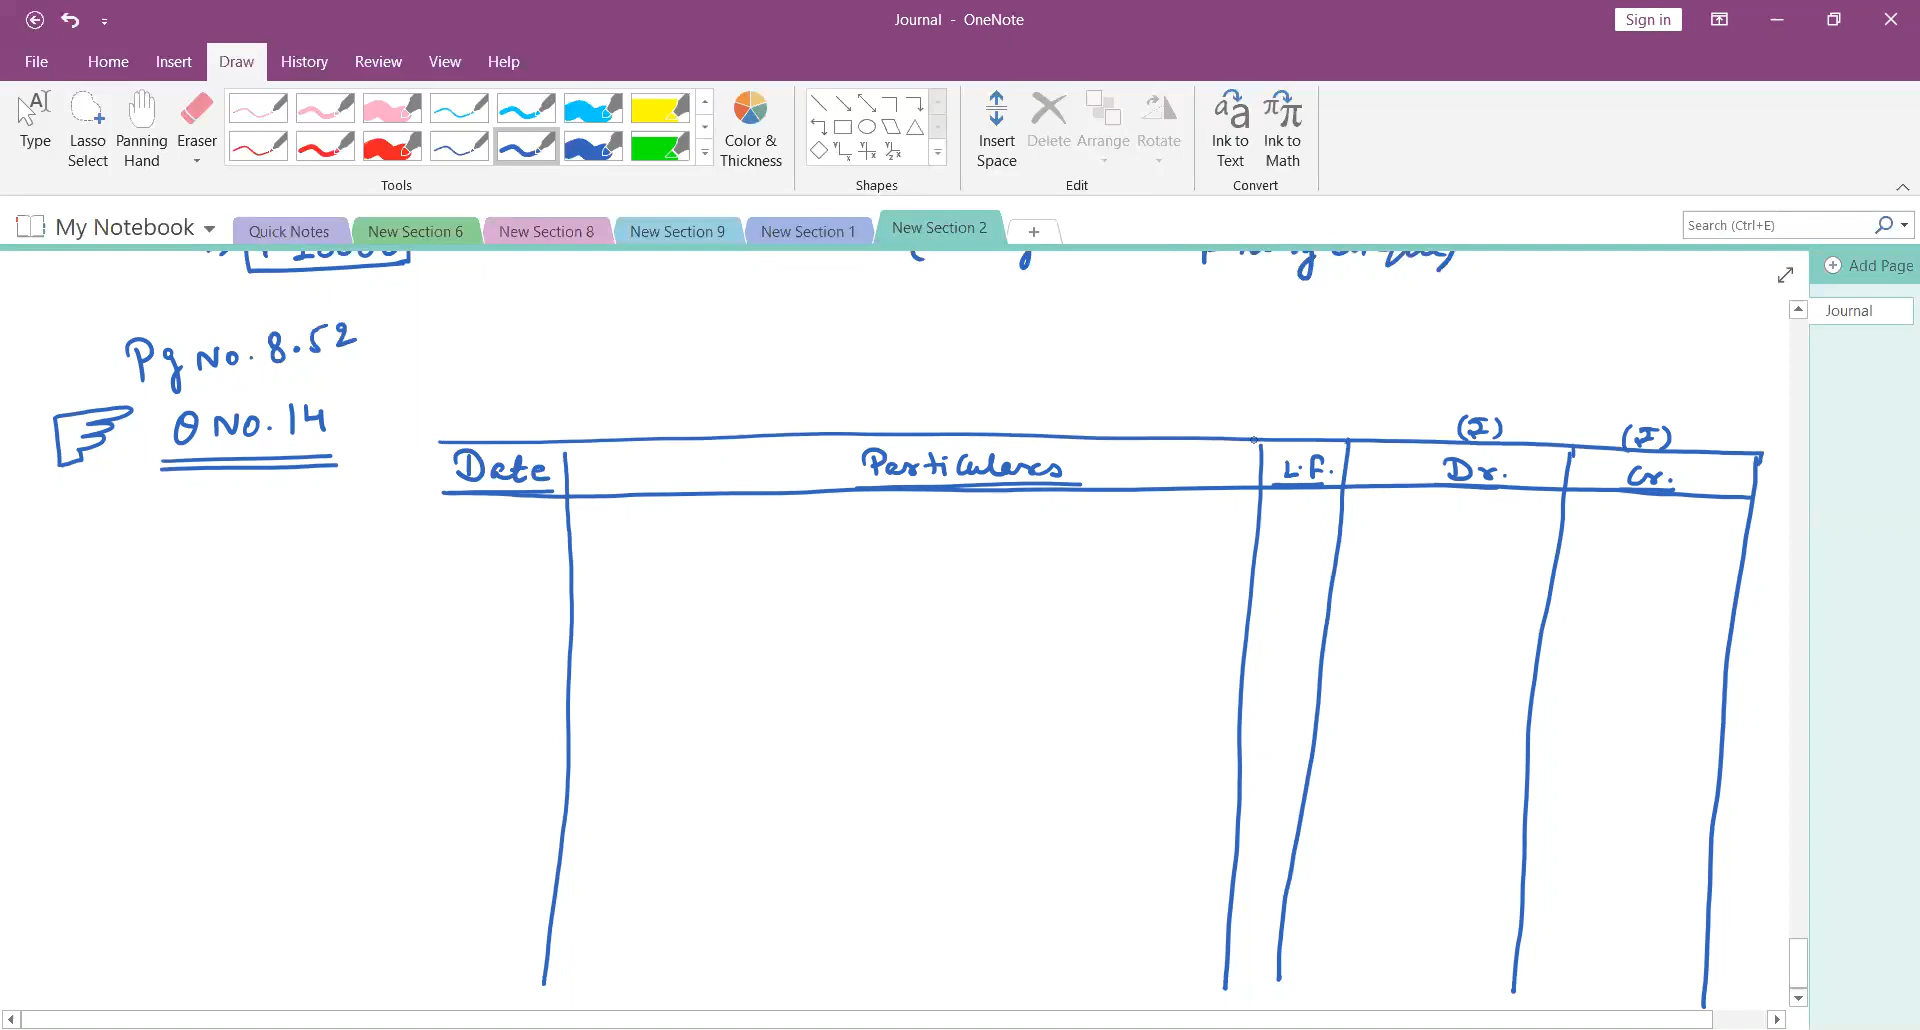 Journal - OneNote
Sign in
File Home Insert Draw History Review View Help
Type
Lasso Select
Panning Hand
Eraser
Color & Thickness
Insert Space
Delete
Arrange
Rotate
Ink to Text
Ink to Math
Tools
Shapes
Edit
Convert
My Notebook
Quick Notes
New Section 6
New Section 8
New Section 9
New Section 1
New Section 2
Search (Ctrl+E)
Add Page
Journal
Pg No. 8.52
Q No. 14
Date
Particulars
L.F.
Dr.
Cr.